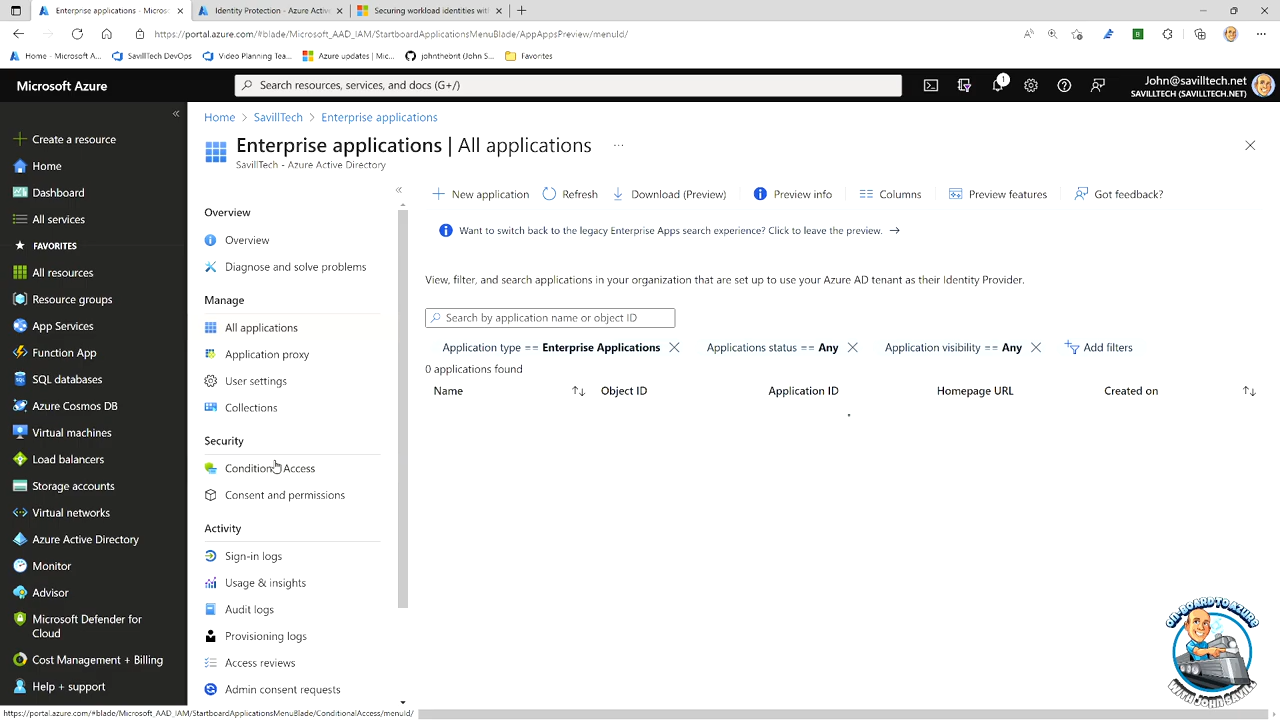 Enterprise applications - Micros
Identity Protection - Azure Activ
Securing workload identities with
https://portal.azure.com/#blade/Microsoft_AAD_IAM/StartboardApplicationsMenuBlade/AppAppsPreview/menuId/
Home - Microsoft A...
SavillTech DevOps
Video Planning Tea...
Azure updates | Mic...
johnthebrit (John S...
Favorites
Microsoft Azure
Search resources, services, and docs (G+/)
1
John@savilltech.net
SAVILLTECH (SAVILLTECH.NET)
Create a resource
Home
Dashboard
All services
FAVORITES
All resources
Resource groups
App Services
Function App
SQL databases
Azure Cosmos DB
Virtual machines
Load balancers
Storage accounts
Virtual networks
Azure Active Directory
Monitor
Advisor
Microsoft Defender for
Cloud
Cost Management + Billing
Help + support
Home > SavillTech > Enterprise applications
Enterprise applications | All applications ...
SavillTech - Azure Active Directory
Overview
Overview
Diagnose and solve problems
Manage
All applications
Application proxy
User settings
Collections
Security
Conditional Access
Consent and permissions
Activity
Sign-in logs
Usage & insights
Audit logs
Provisioning logs
Access reviews
Admin consent requests
New application
Refresh
Download (Preview)
Preview info
Columns
Preview features
Got feedback?
Want to switch back to the legacy Enterprise Apps search experience? Click to leave the preview. →
View, filter, and search applications in your organization that are set up to use your Azure AD tenant as their Identity Provider.
Search by application name or object ID
Application type == Enterprise Applications
Applications status == Any
Application visibility == Any
Add filters
0 applications found
Name
Object ID
Application ID
Homepage URL
Created on
ON-BOARD TO AZURE
WITH JOHN SAVILL
https://portal.azure.com/#blade/Microsoft_AAD_IAM/StartboardApplicationsMenuBlade/ConditionalAccess/menuId/